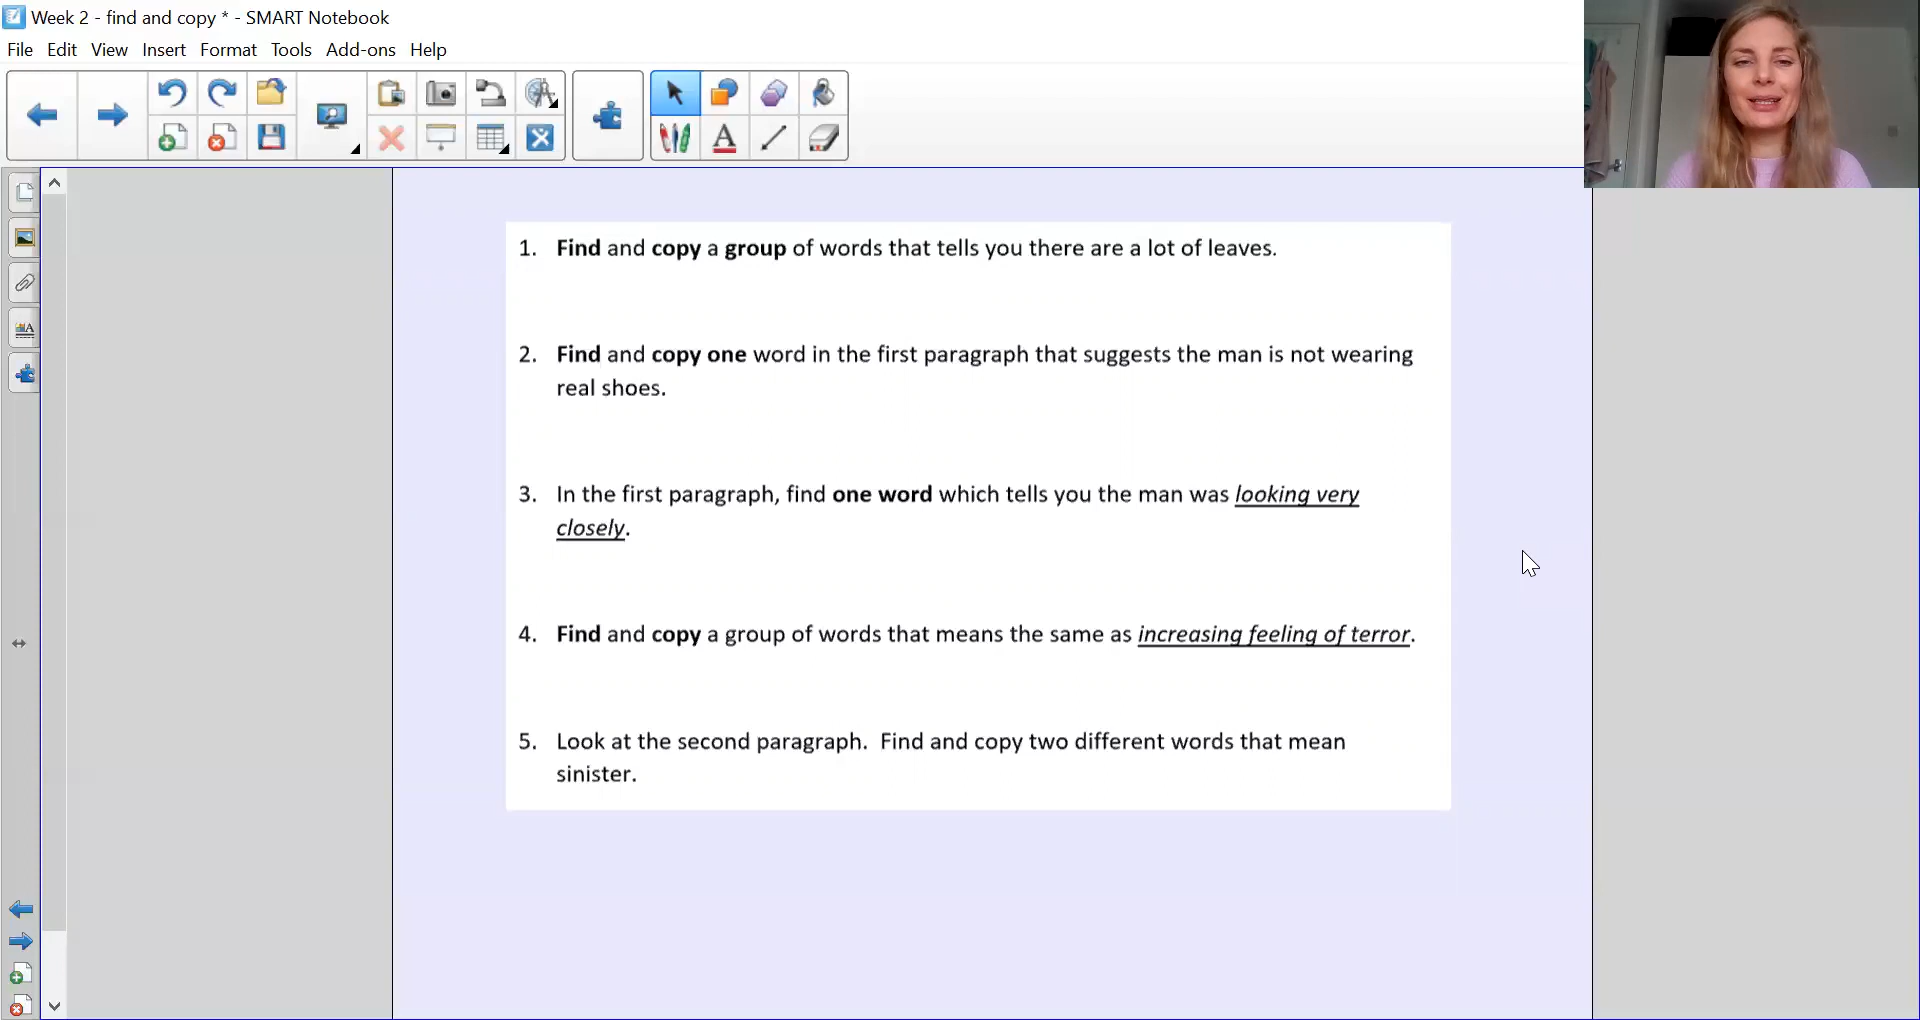 Week 2 - find and copy * - SMART Notebook
File Edit View Insert Format Tools Add-ons Help
1. Find and copy a group of words that tells you there are a lot of leaves.
2. Find and copy one word in the first paragraph that suggests the man is not wearing
real shoes.
3. In the first paragraph, find one word which tells you the man was looking very
closely.
4. Find and copy a group of words that means the same as increasing feeling of terror.
5. Look at the second paragraph. Find and copy two different words that mean
sinister.